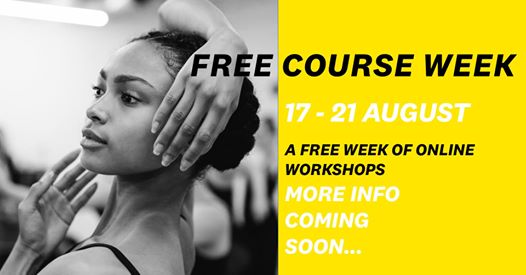 FREE COURSE WEEK
17 - 21 AUGUST
A FREE WEEK OF ONLINE
WORKSHOPS
MORE INFO
COMING
SOON...